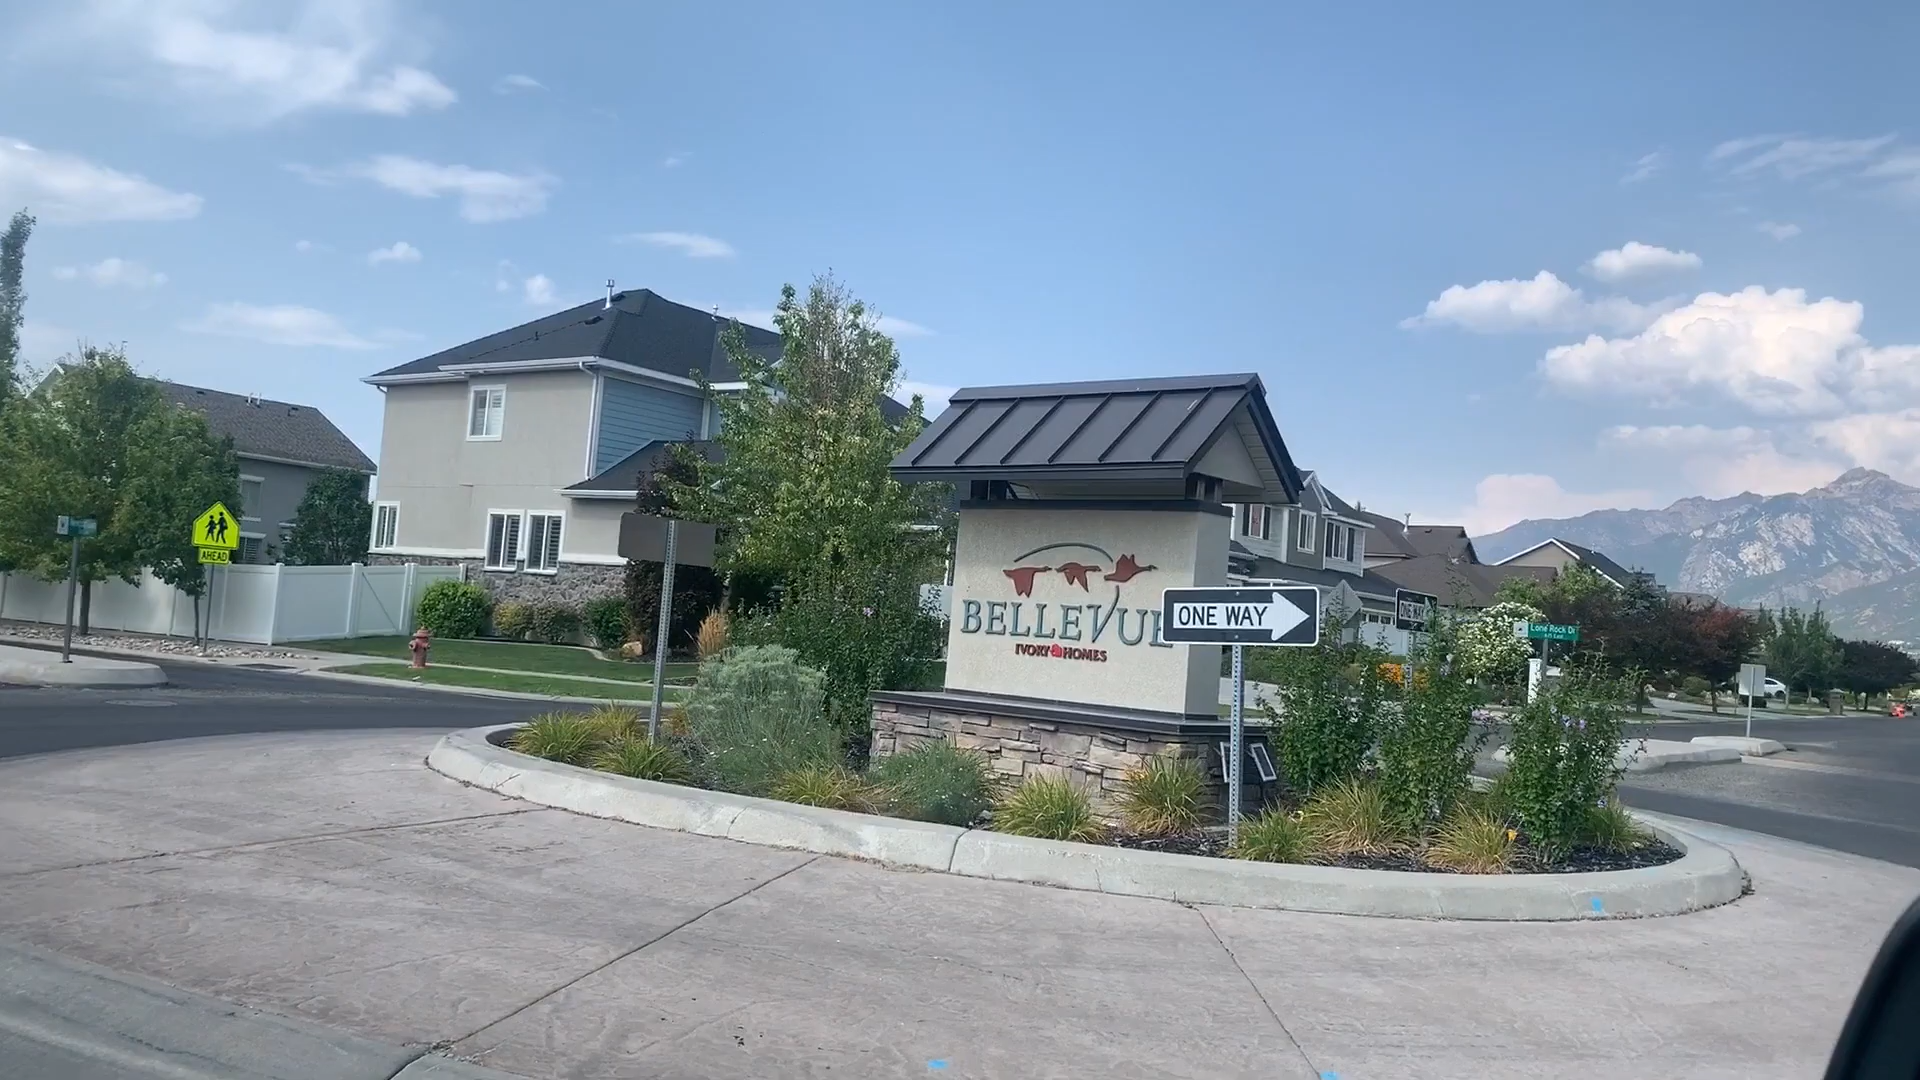 AHEAD
BELLEVUE
IVORY HOMES
ONE WAY
ONE WAY
Lone Rock Dr